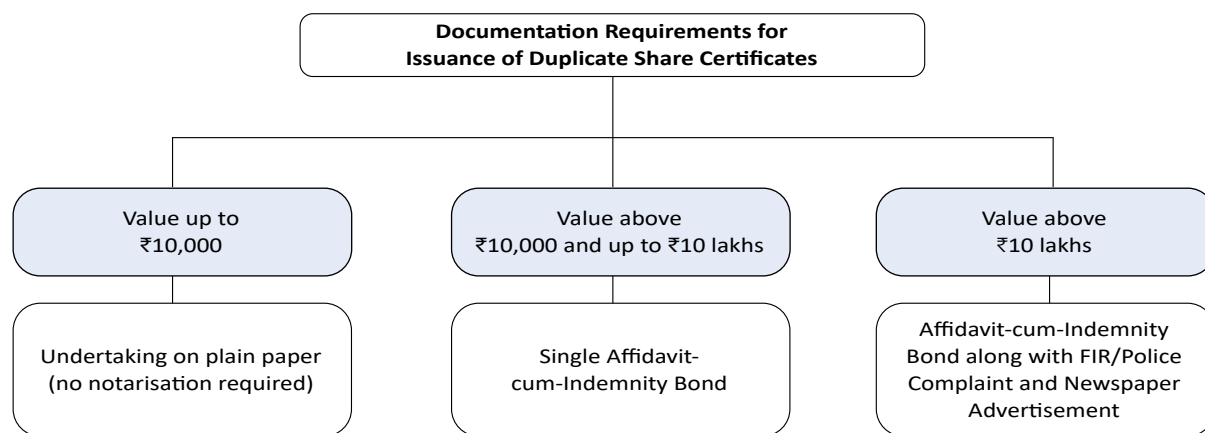 Documentation Requirements for
Issuance of Duplicate Share Certificates
Value up to
₹10,000
Value above
₹10,000 and up to ₹10 lakhs
Value above
₹10 lakhs
Undertaking on plain paper
(no notarisation required)
Single Affidavit-
cum-Indemnity Bond
Affidavit-cum-Indemnity
Bond along with FIR/Police
Complaint and Newspaper
Advertisement